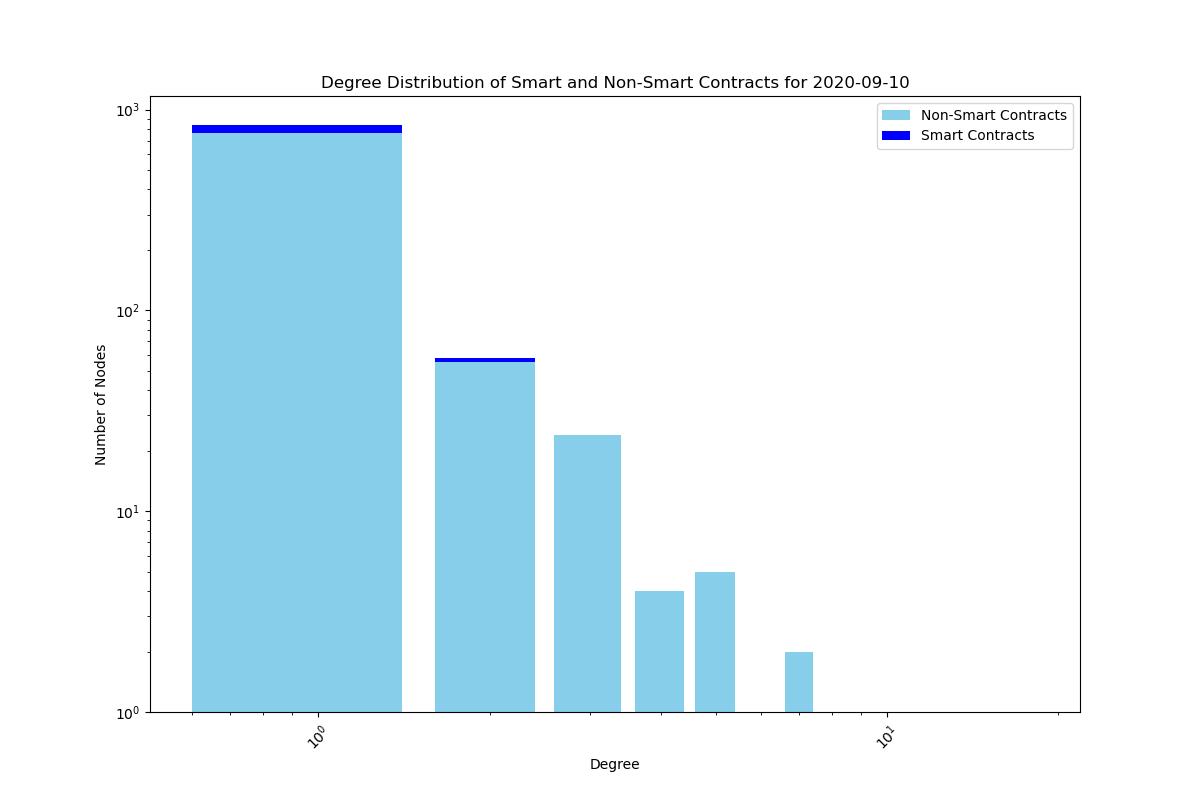 Degree Distribution of Smart and Non-Smart Contracts for 2020-09-10
Non-Smart Contracts
Smart Contracts
10³
10²
10¹
10⁰
Number of Nodes
10⁰
10¹
Degree